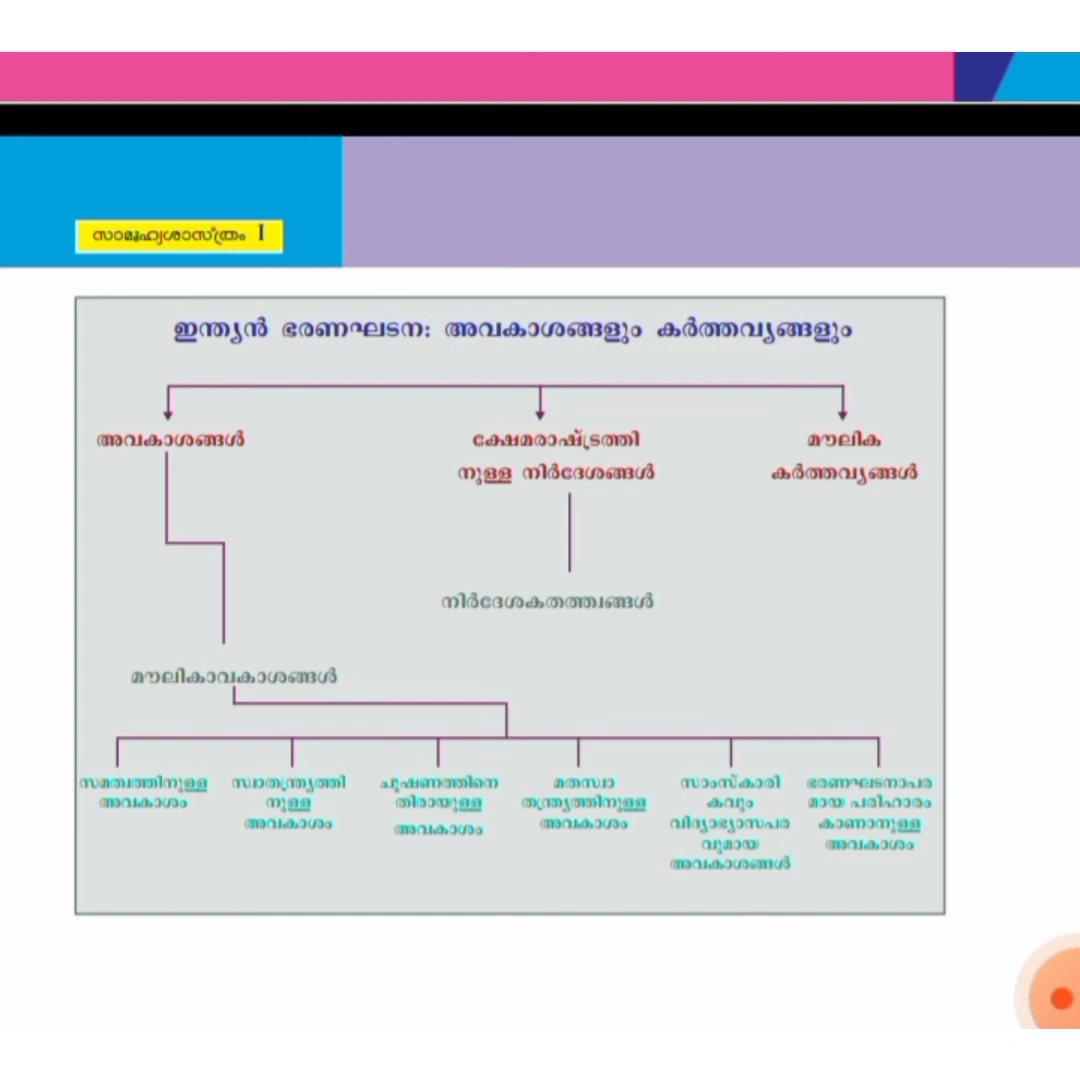 സാമൂഹ്യശാസ്ത്രം I
ഇന്ത്യൻ ഭരണഘടന: അവകാശങ്ങളും കർത്തവ്യങ്ങളും
അവകാശങ്ങൾ
ക്ഷേമരാഷ്ട്രത്തി
നുള്ള നിർദേശങ്ങൾ
മൗലിക
കർത്തവ്യങ്ങൾ
നിർദേശകതത്ത്വങ്ങൾ
മൗലികാവകാശങ്ങൾ
സമത്വത്തിനുള്ള
അവകാശം
സ്വാതന്ത്ര്യത്തി
നുള്ള
അവകാശം
ചൂഷണത്തിനെ
തിരായുള്ള
അവകാശം
മതസ്വാ
തന്ത്ര്യത്തിനുള്ള
അവകാശം
സാംസ്കാരി
കവും
വിദ്യാഭ്യാസപര
വുമായ
അവകാശങ്ങൾ
ഭരണഘടനാപര
മായ പരിഹാരം
കാണാനുള്ള
അവകാശം